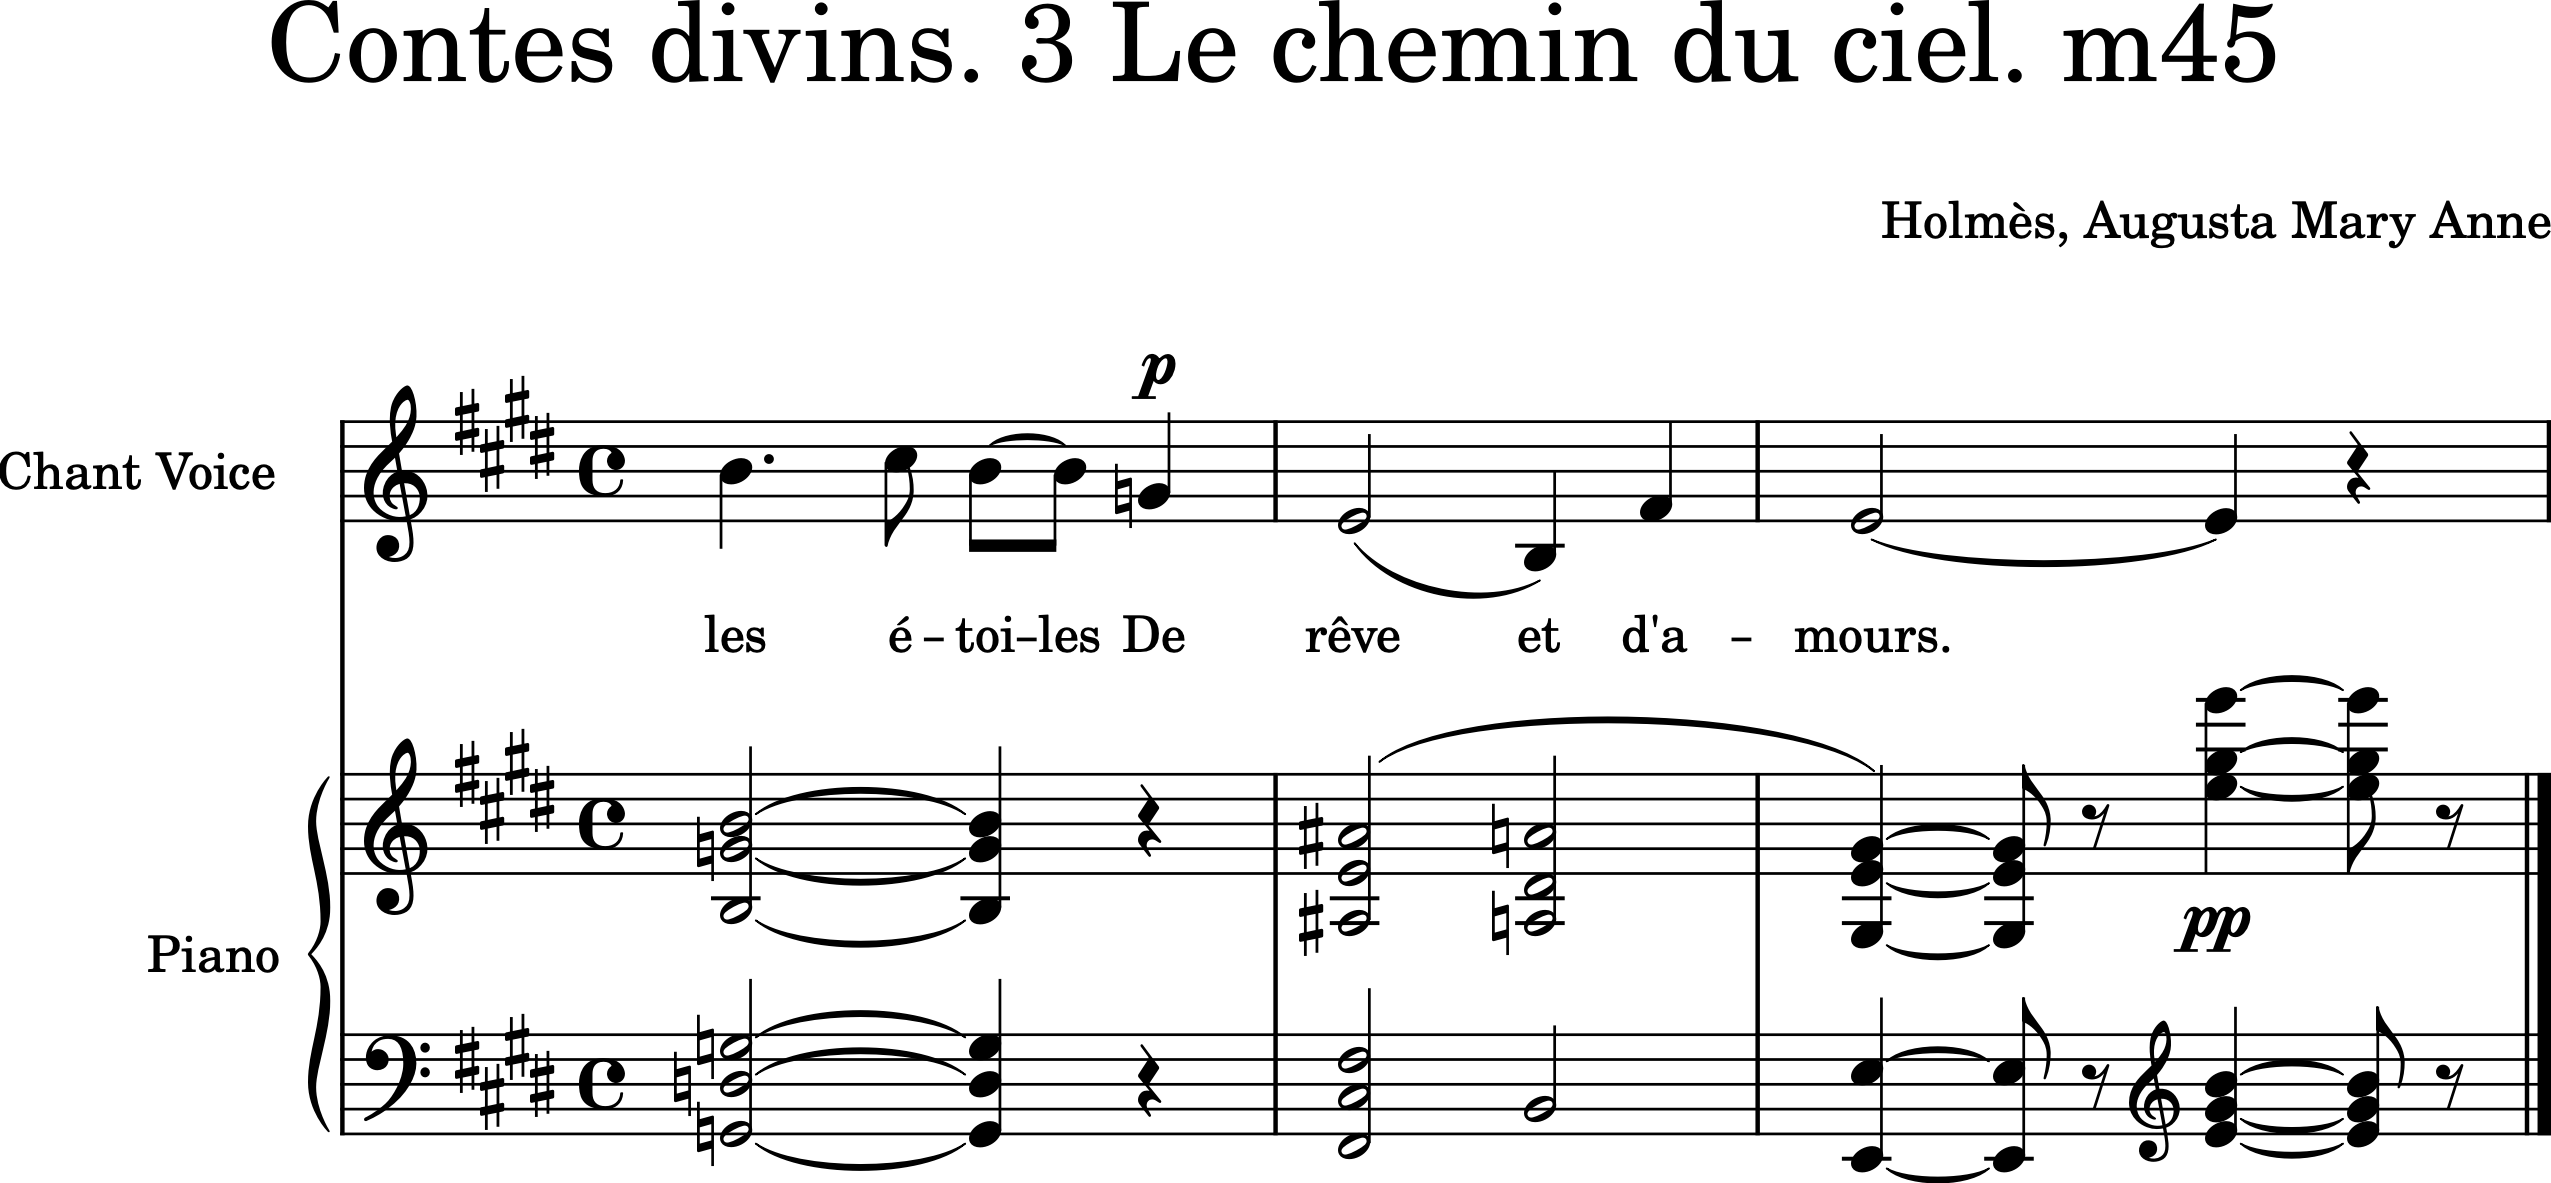 Contes divins. 3 Le chemin du ciel. m45
Holmès, Augusta Mary Anne
p
Chant Voice
les é – toi–les De rêve et d'a – mours.
pp
Piano